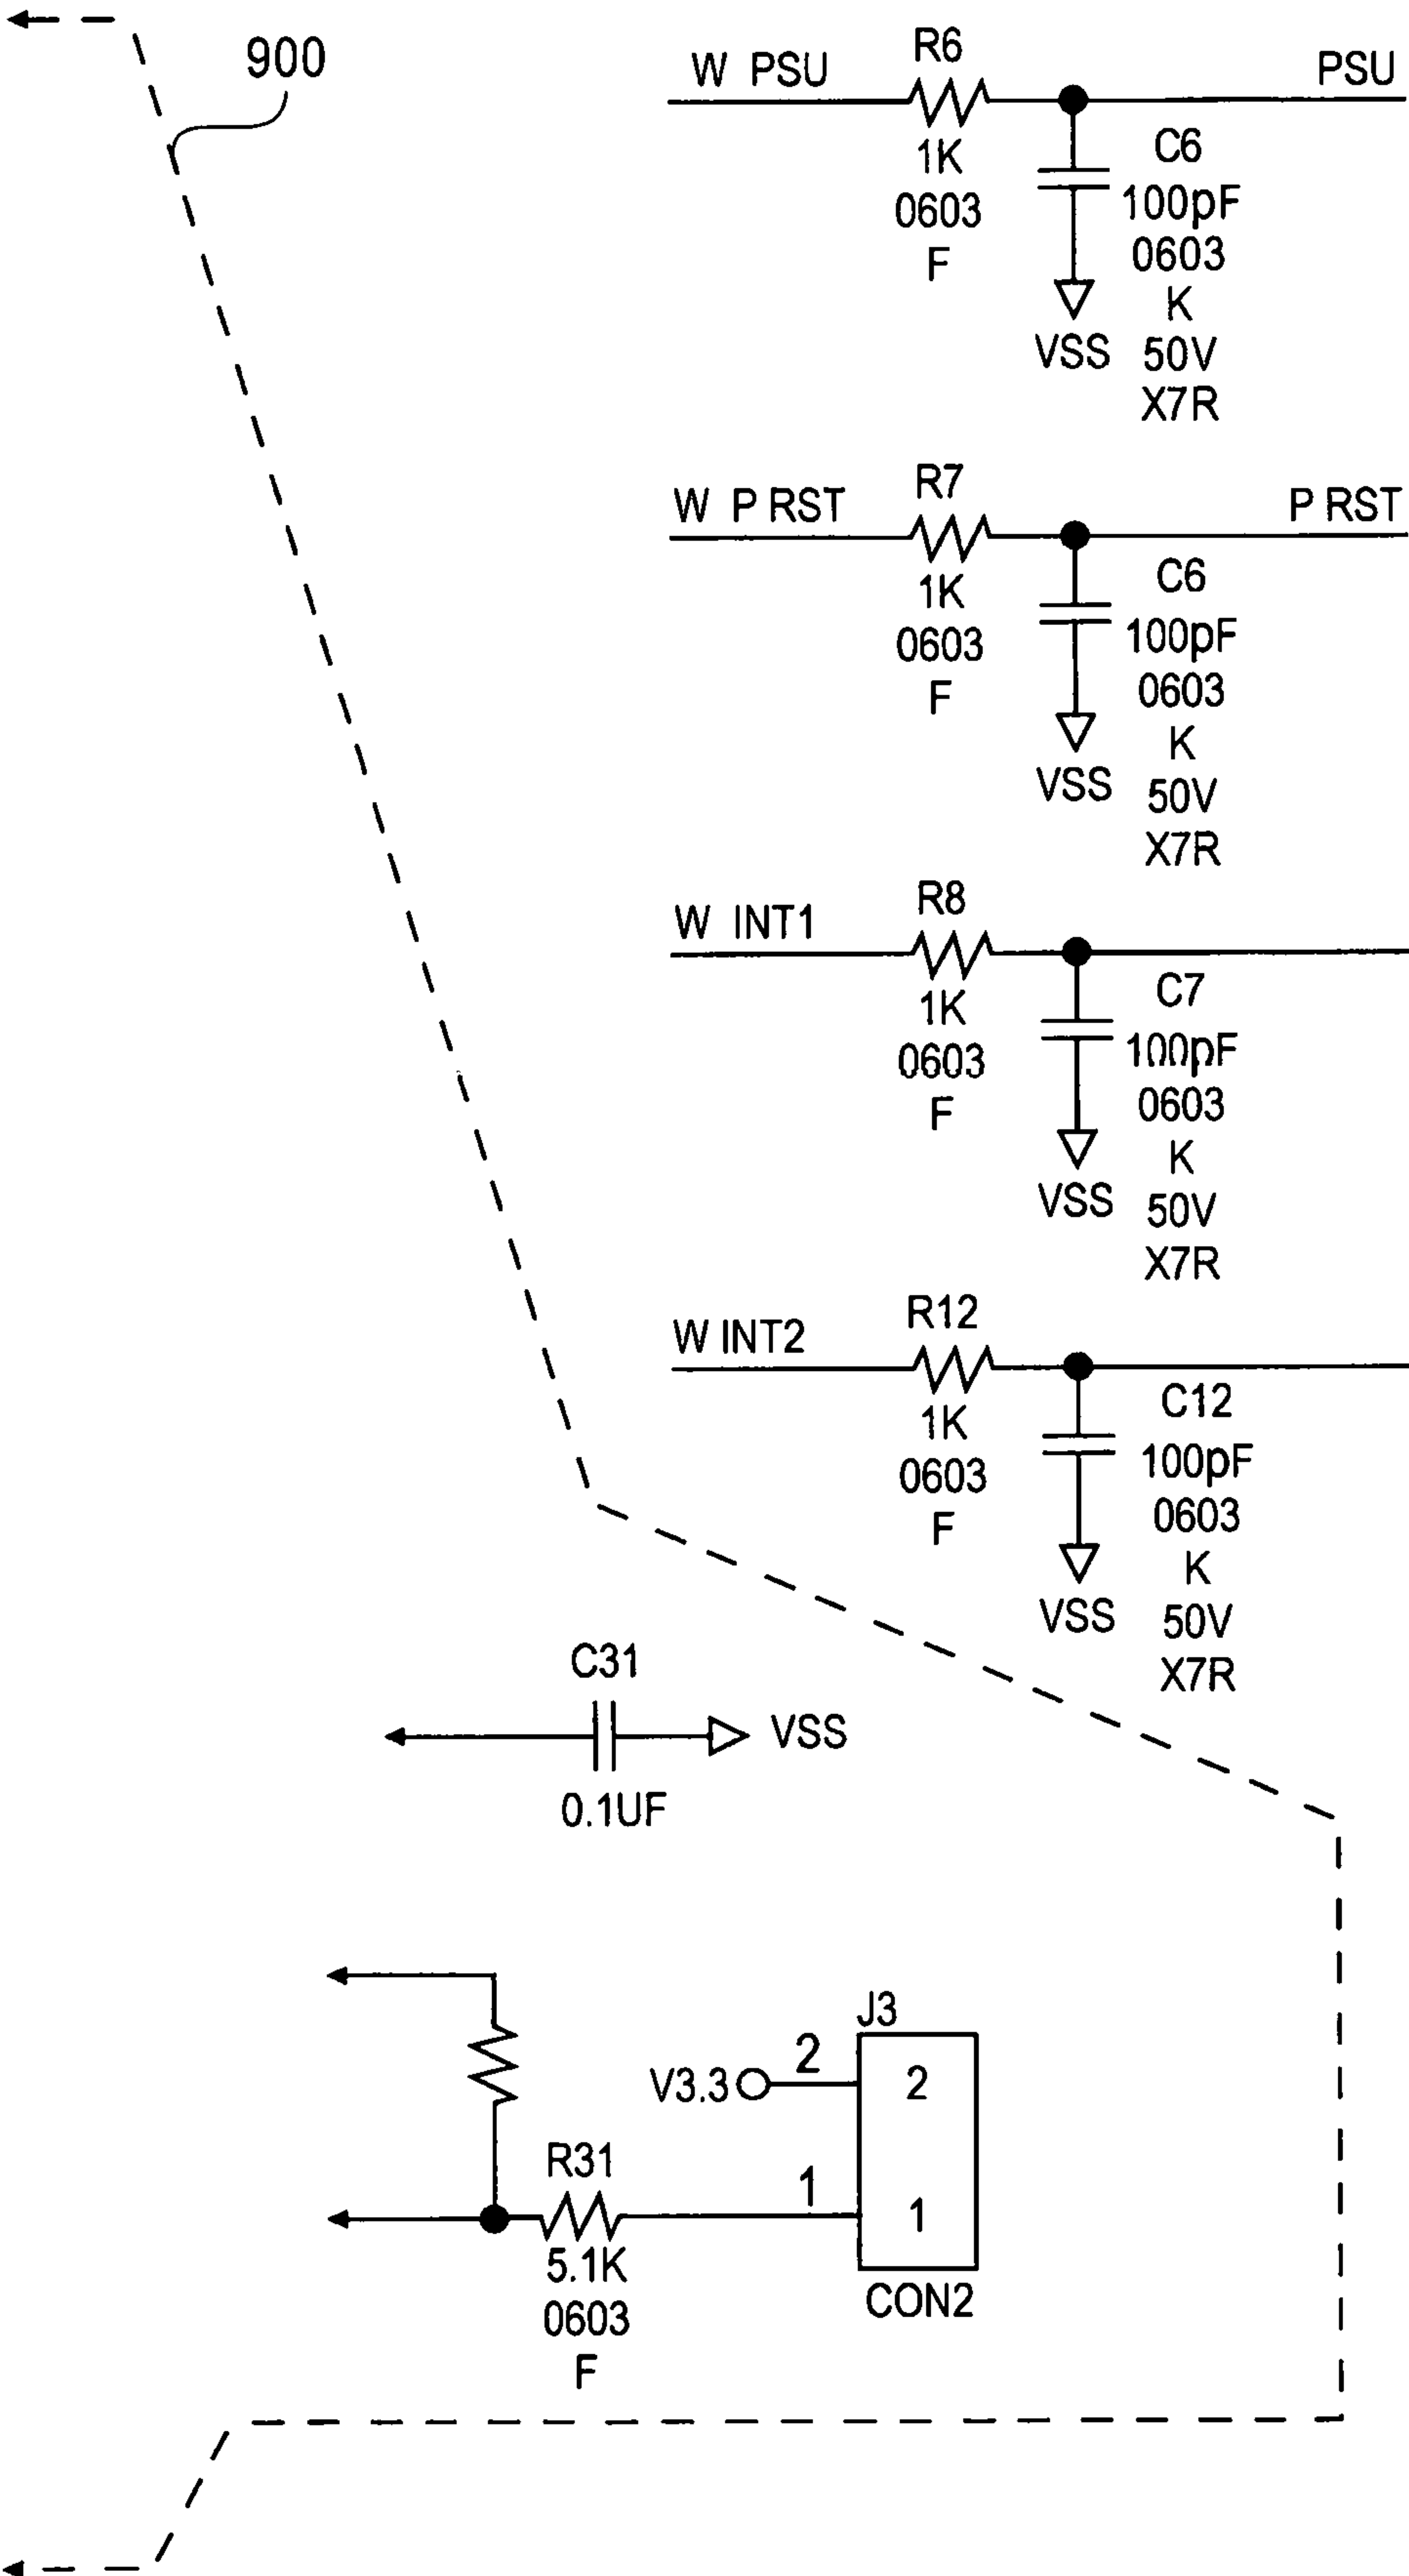 900
W PSU
R6
PSU
1K
0603
F
C6
100pF
0603
K
50V
X7R
VSS
W P RST
R7
P RST
1K
0603
F
C6
100pF
0603
K
50V
X7R
VSS
W INT1
R8
1K
0603
F
C7
100pF
0603
K
50V
X7R
VSS
W INT2
R12
1K
0603
F
C12
100pF
0603
K
50V
X7R
VSS
C31
VSS
0.1UF
J3
V3.3
2
2
R31
1
1
5.1K
0603
F
CON2